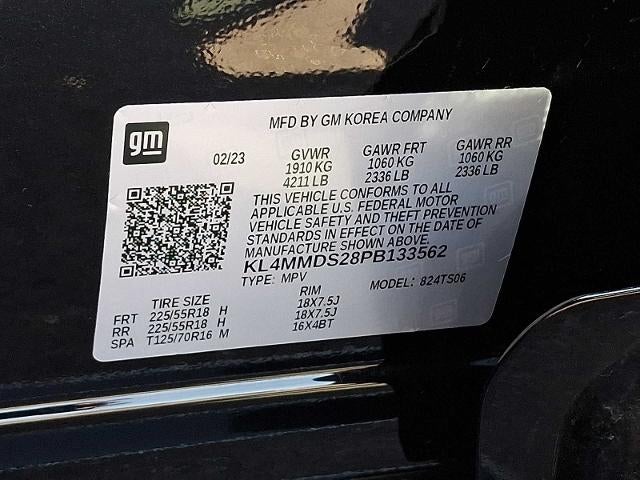 gm
MFD BY GM KOREA COMPANY
02/23
GVWR GAWR FRT GAWR RR
1910 KG 1060 KG 1060 KG
4211 LB 2336 LB 2336 LB
THIS VEHICLE CONFORMS TO ALL
APPLICABLE U.S. FEDERAL MOTOR
VEHICLE SAFETY AND THEFT PREVENTION
STANDARDS IN EFFECT ON THE DATE OF
MANUFACTURE SHOWN ABOVE.
KL4MMDS28PB133562
TYPE: MPV MODEL: 824TS06
TIRE SIZE RIM
FRT 225/55R18 H 18X7.5J
RR 225/55R18 H 18X7.5J
SPA T125/70R16 M 16X4BT